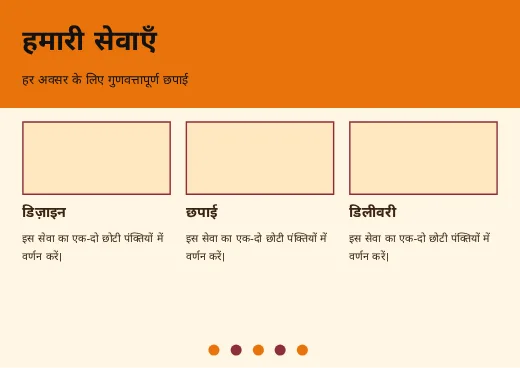 हमारी सेवाएँ
हर अवसर के लिए गुणवत्तापूर्ण छपाई
डिज़ाइन
इस सेवा का एक-दो छोटी पंक्तियों में
वर्णन करें|
छपाई
इस सेवा का एक-दो छोटी पंक्तियों में
वर्णन करें|
डिलीवरी
इस सेवा का एक-दो छोटी पंक्तियों में
वर्णन करें|